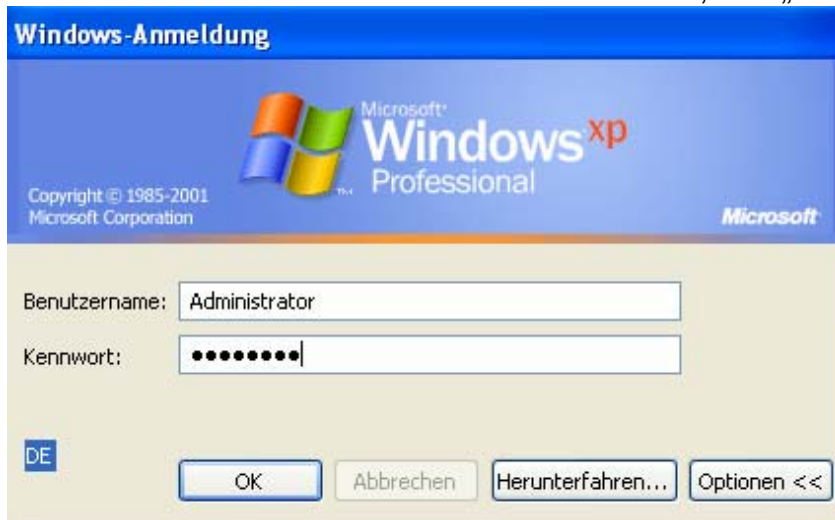 Windows-Anmeldung
Microsoft®
Windows xp
Professional
TM
Copyright © 1985-2001
Microsoft Corporation
Microsoft
Benutzername: Administrator
Kennwort: ●●●●●●●●
DE
OK Abbrechen Herunterfahren... Optionen <<